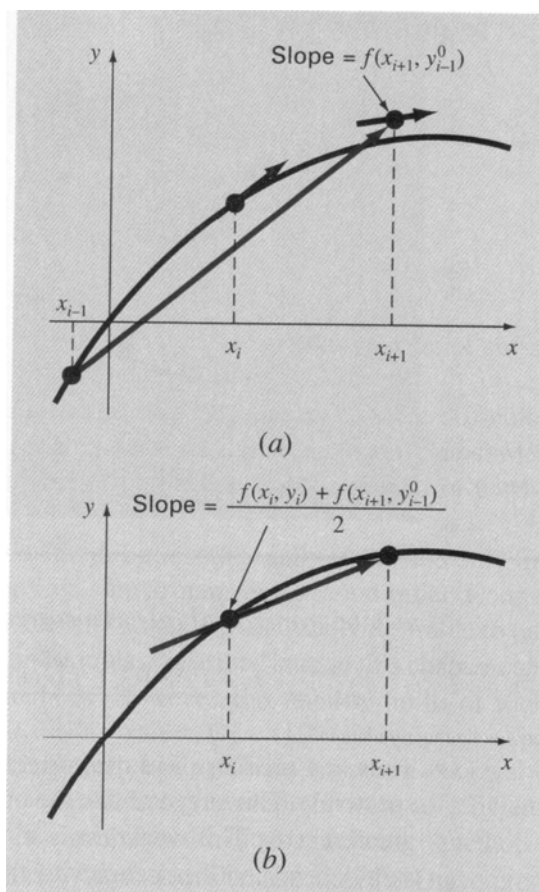 y
Slope = f(x_{i+1}, y^0_{i-1})
x_{i-1}
x_i
x_{i+1}
x
(a)
y
Slope = \frac{f(x_i, y_i) + f(x_{i+1}, y^0_{i-1})}{2}
x_i
x_{i+1}
x
(b)